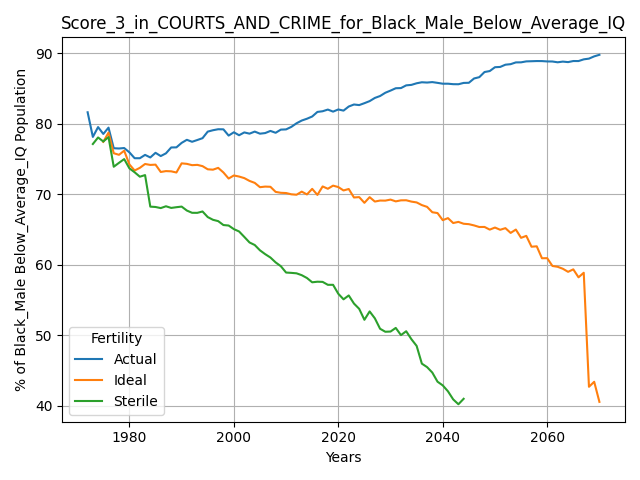 Score_3_in_COURTS_AND_CRIME_for_Black_Male_Below_Average_IQ
% of Black_Male Below_Average_IQ Population
90
80
70
60
50
40
Fertility
Actual
Ideal
Sterile
1980
2000
2020
2040
2060
Years